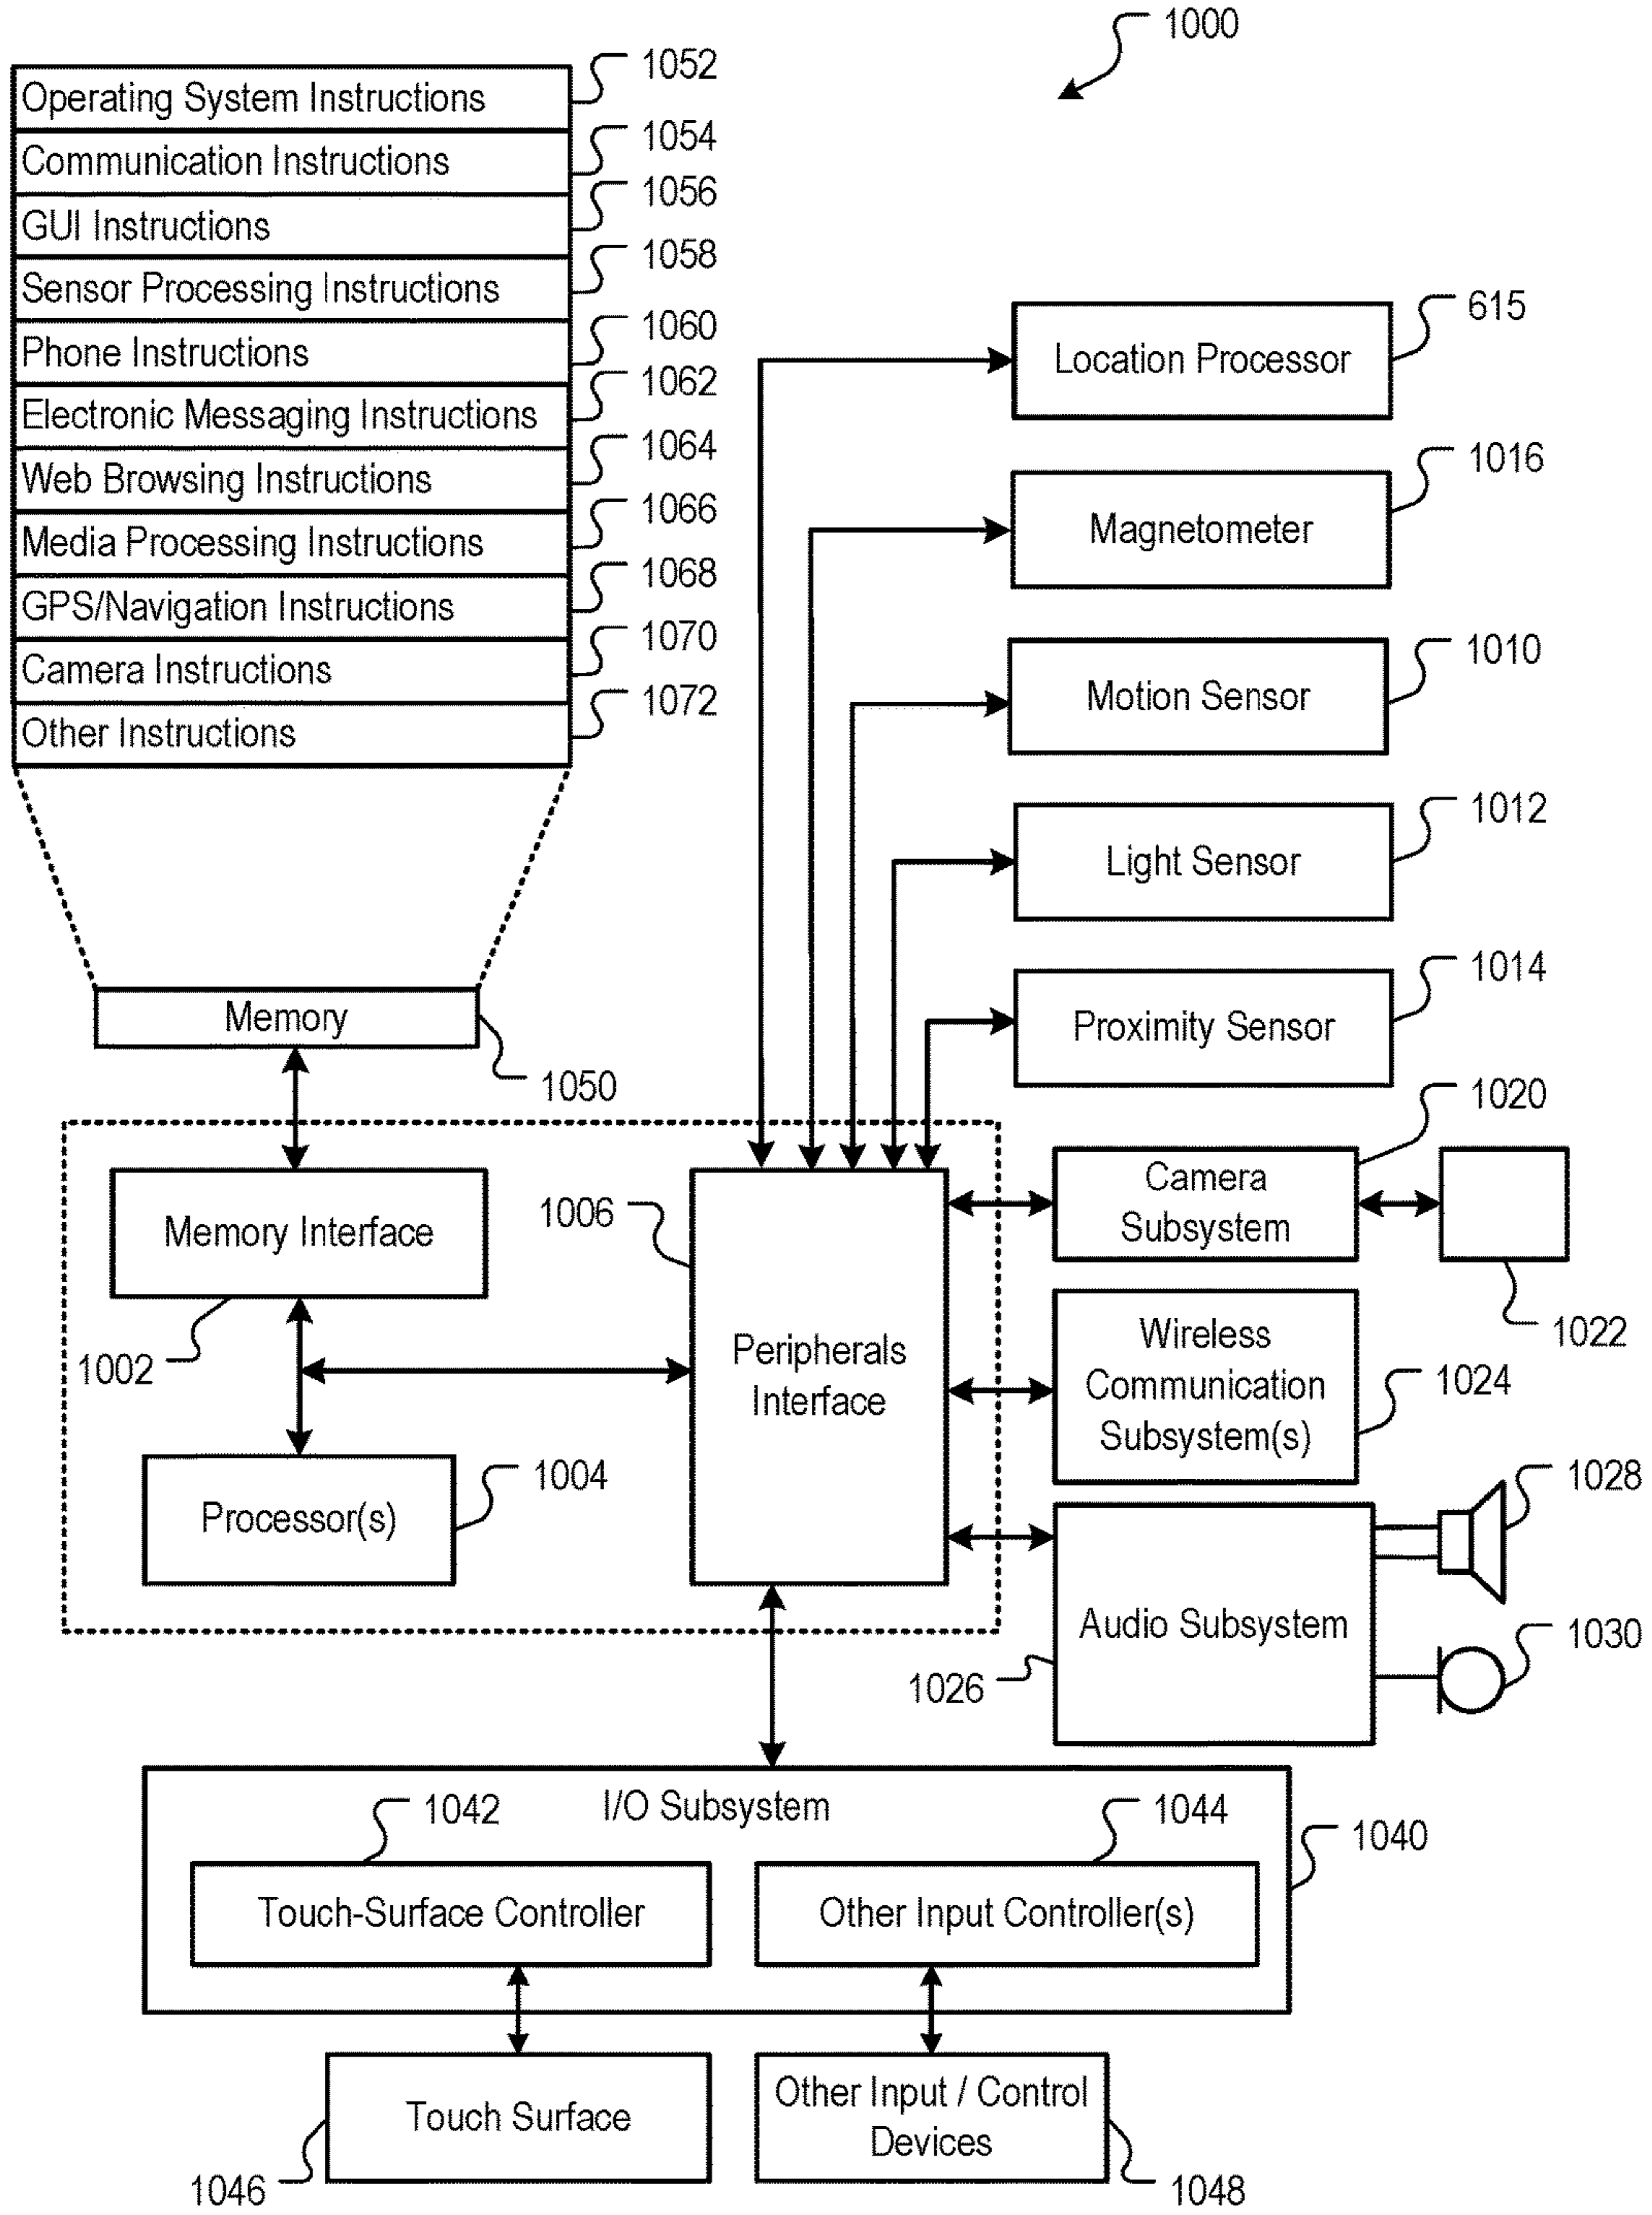 1000
Operating System Instructions
1052
Communication Instructions
1054
GUI Instructions
1056
Sensor Processing Instructions
1058
Phone Instructions
1060
Electronic Messaging Instructions
1062
Web Browsing Instructions
1064
Media Processing Instructions
1066
GPS/Navigation Instructions
1068
Camera Instructions
1070
Other Instructions
1072
Location Processor
615
Magnetometer
1016
Motion Sensor
1010
Light Sensor
1012
Proximity Sensor
1014
Memory
1050
Memory Interface
1002
Processor(s)
1004
1006
Peripherals
Interface
Camera
Subsystem
1020
1022
Wireless
Communication
Subsystem(s)
1024
Audio Subsystem
1026
1028
1030
I/O Subsystem
1040
1042
Touch-Surface Controller
1044
Other Input Controller(s)
Touch Surface
1046
Other Input / Control
Devices
1048